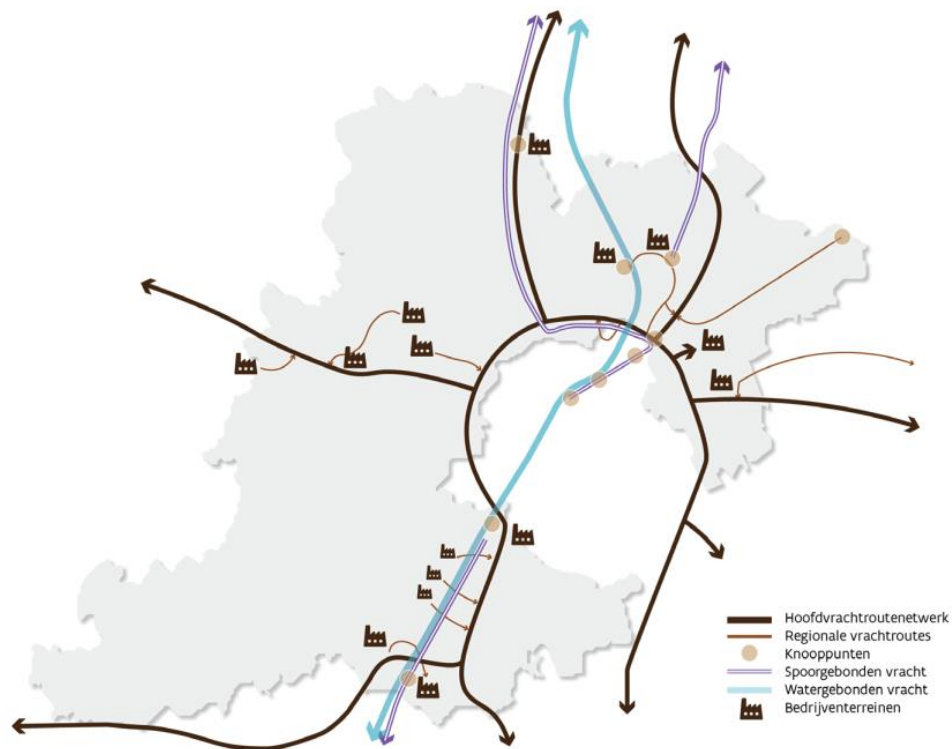 Hoofdvrachtroutenetwerk
Regionale vrachtroutes
Knooppunten
Spoorgebonden vracht
Watergebonden vracht
Bedrijventerreinen